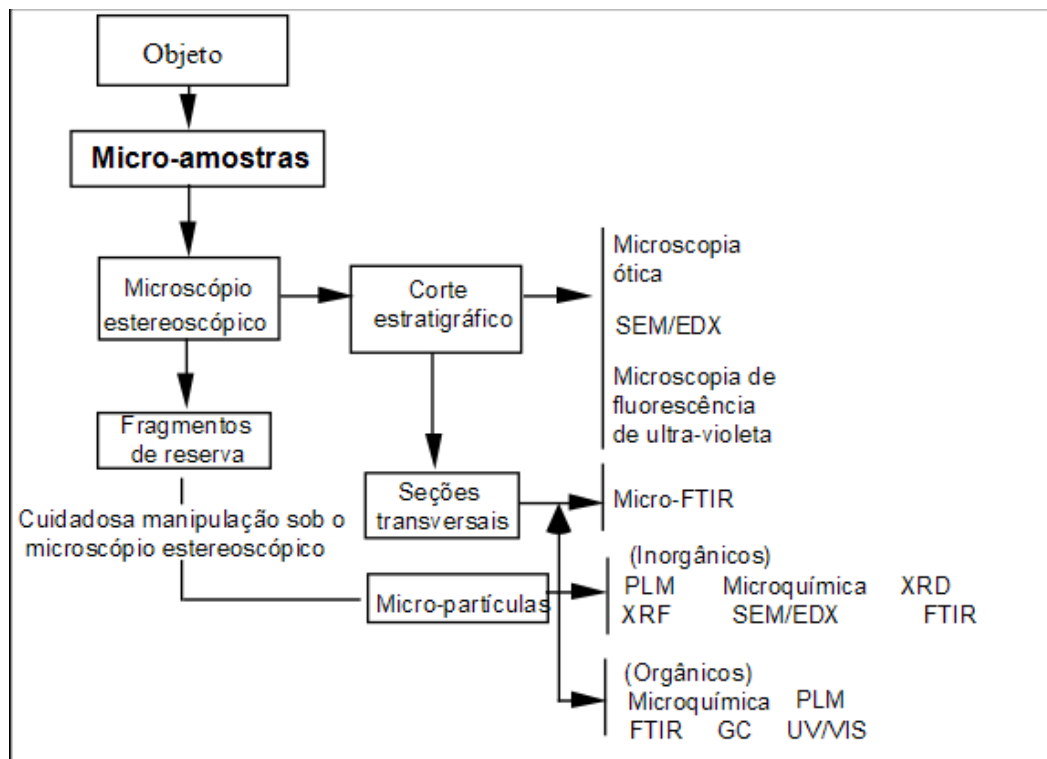 Objeto
Micro-amostras
Microscópio
estereoscópico
Corte
estratigráfico
Microscopia
ótica
SEM/EDX
Microscopia de
fluorescência
de ultra-violeta
Fragmentos
de reserva
Seções
transversais
Micro-FTIR
Cuidadosa manipulação sob o
microscópio estereoscópico
Micro-partículas
(Inorgânicos)
PLM Microquímica XRD
XRF SEM/EDX FTIR
(Orgânicos)
Microquímica PLM
FTIR GC UV/VIS